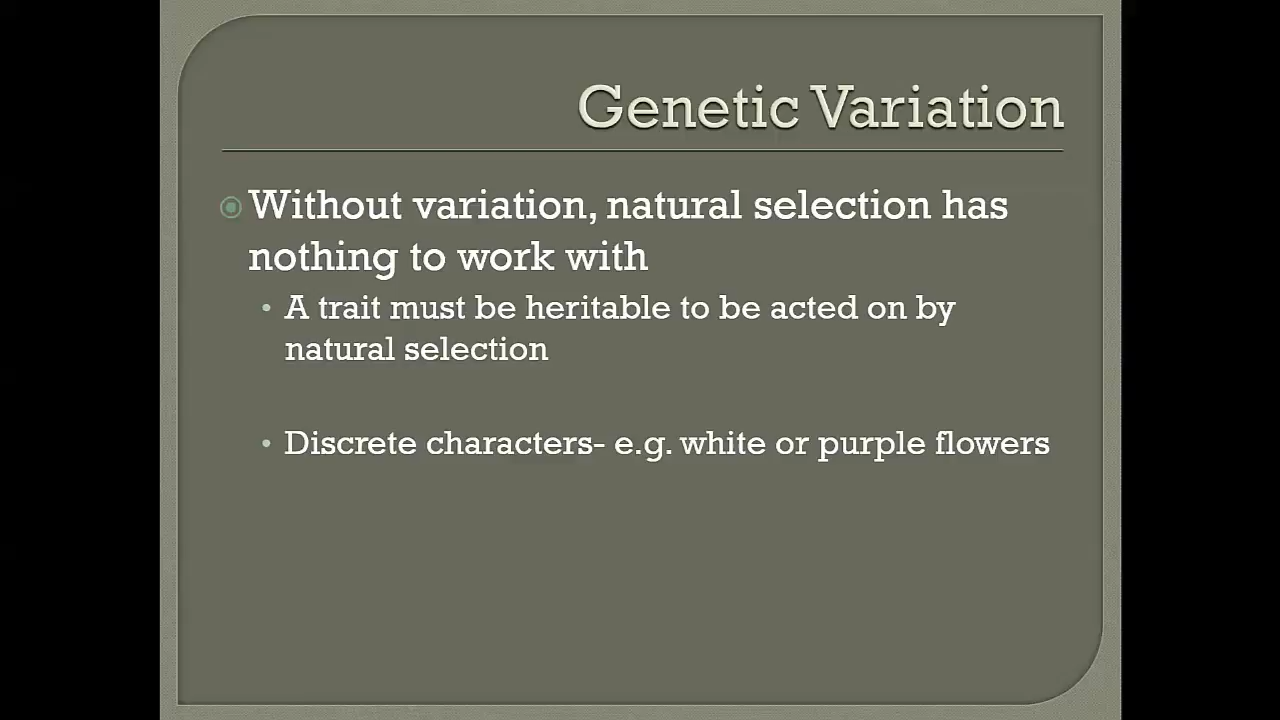 Genetic Variation
Without variation, natural selection has
nothing to work with
• A trait must be heritable to be acted on by
natural selection
• Discrete characters- e.g. white or purple flowers